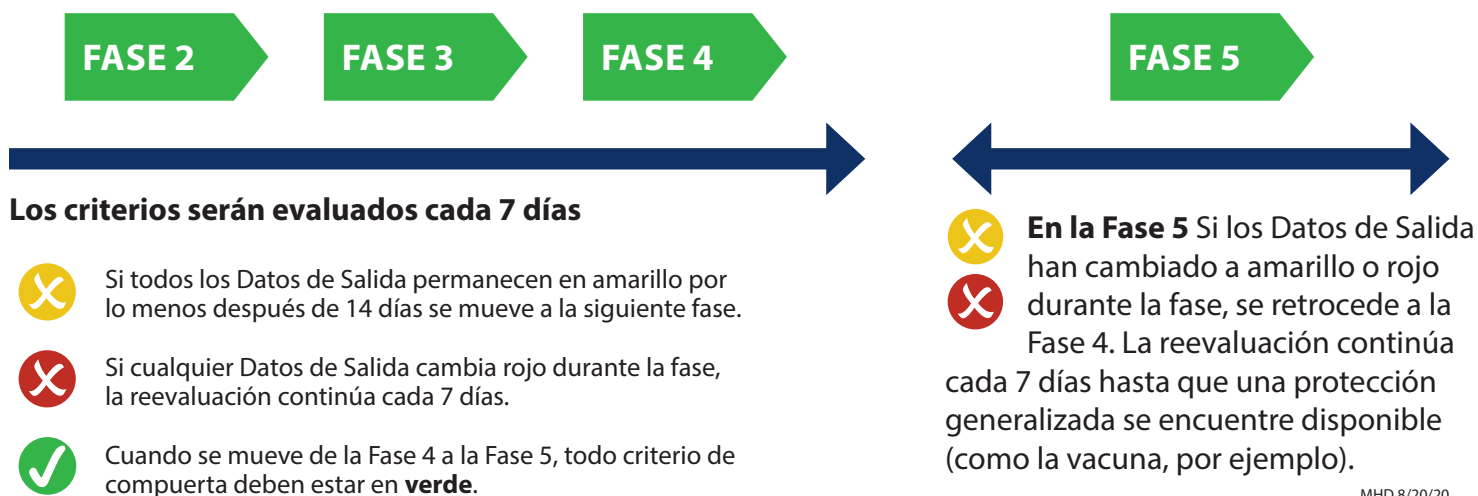 FASE 2
FASE 3
FASE 4
FASE 5
Los criterios serán evaluados cada 7 días
Si todos los Datos de Salida permanecen en amarillo por
lo menos después de 14 días se mueve a la siguiente fase.
Si cualquier Datos de Salida cambia rojo durante la fase,
la reevaluación continúa cada 7 días.
Cuando se mueve de la Fase 4 a la Fase 5, todo criterio de
compuerta deben estar en verde.
En la Fase 5 Si los Datos de Salida
han cambiado a amarillo o rojo
durante la fase, se retrocede a la
Fase 4. La reevaluación continúa
cada 7 días hasta que una protección
generalizada se encuentre disponible
(como la vacuna, por ejemplo).
MHD 8/20/20